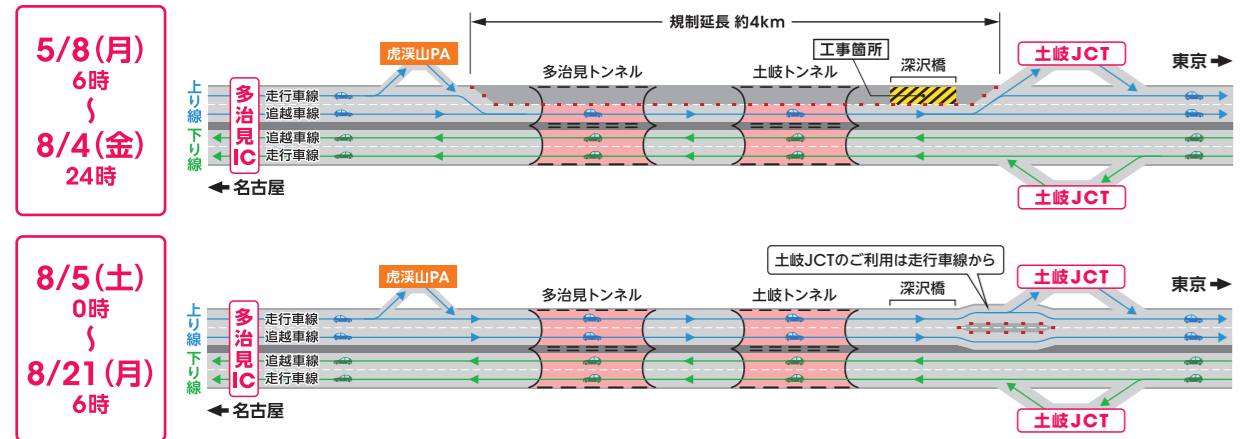 5/8(月)
6時
〜
8/4(金)
24時
規制延長 約4km
虎渓山PA
工事箇所
土岐JCT
東京
多治見トンネル
土岐トンネル
深沢橋
上り線
下り線
多治見IC
走行車線
追越車線
追越車線
走行車線
名古屋
土岐JCT
8/5(土)
0時
〜
8/21(月)
6時
土岐JCTのご利用は走行車線から
虎渓山PA
土岐JCT
東京
多治見トンネル
土岐トンネル
深沢橋
上り線
下り線
多治見IC
走行車線
追越車線
追越車線
走行車線
名古屋
土岐JCT